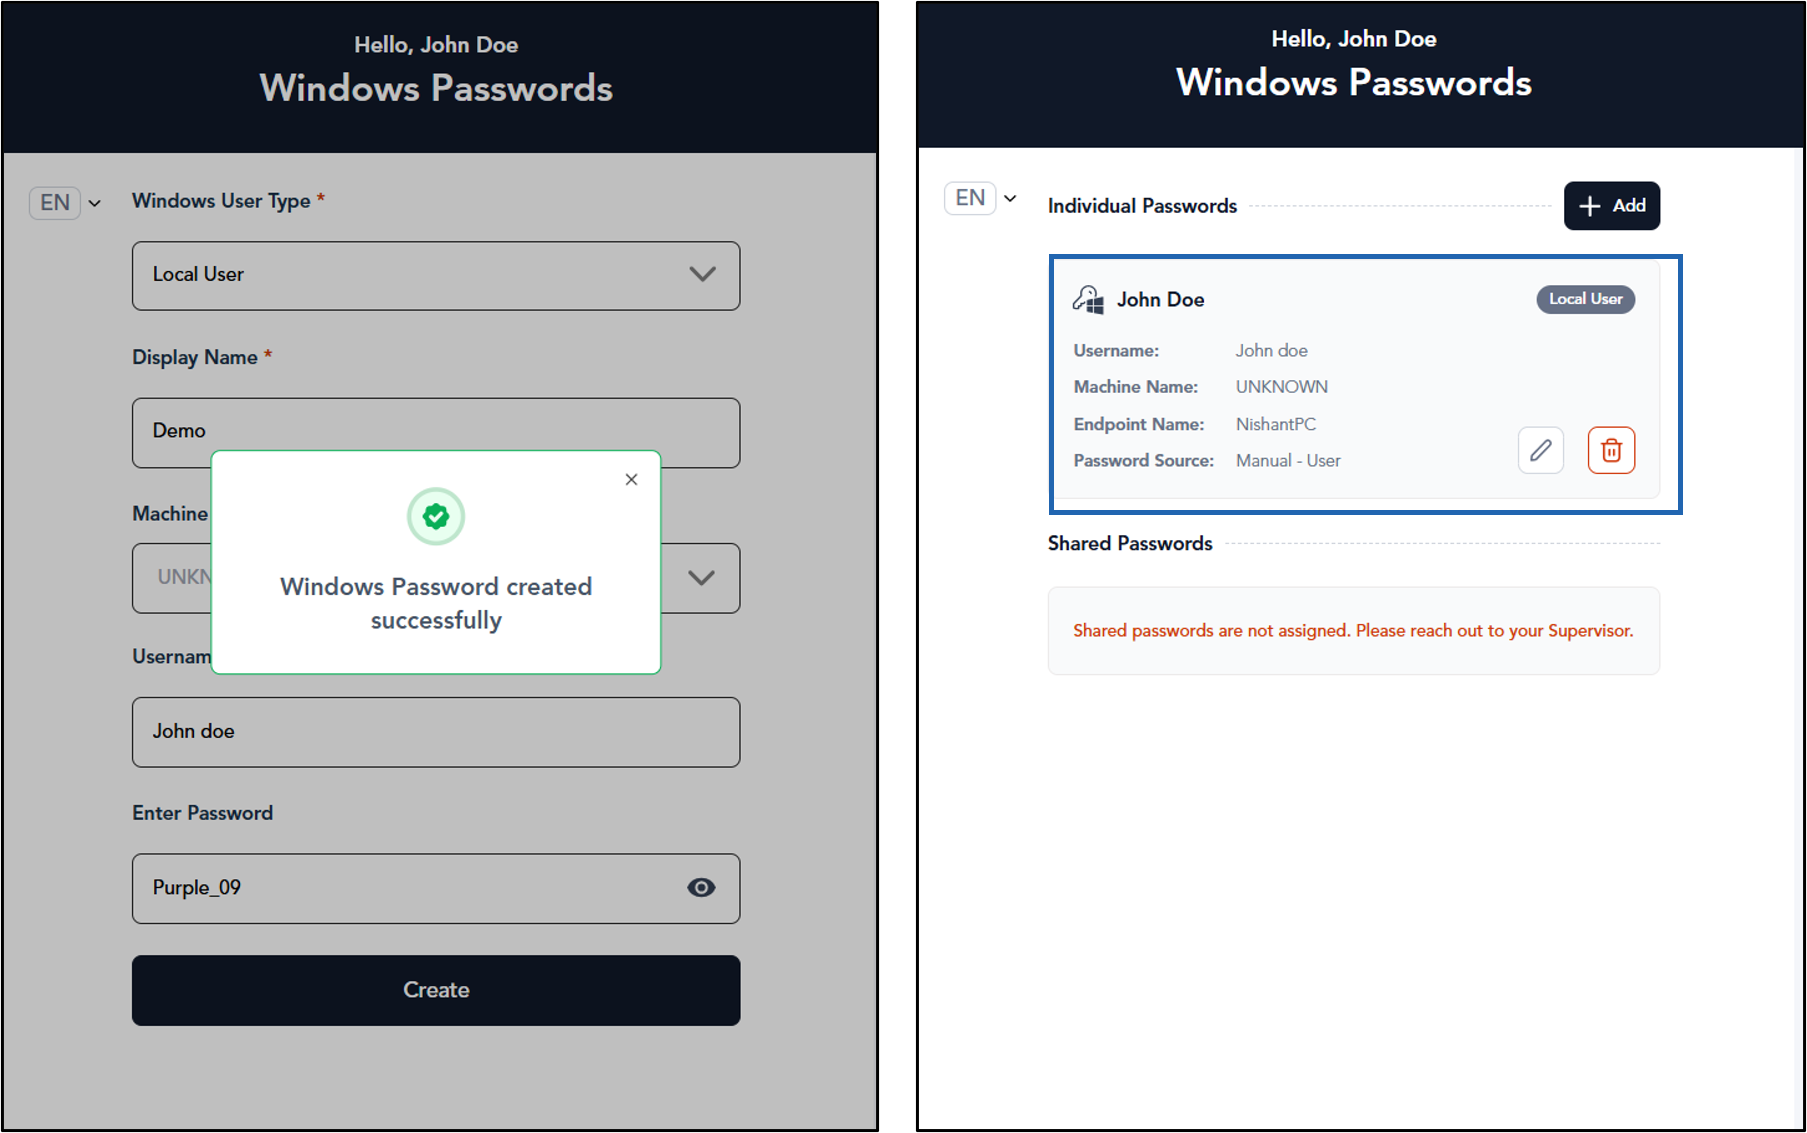 Hello, John Doe
Windows Passwords
EN
Windows User Type *
Local User
Display Name *
Demo
Machine
UNKN
Windows Password created
successfully
Usernam
John doe
Enter Password
Purple_09
Create
Hello, John Doe
Windows Passwords
EN
Individual Passwords
Add
John Doe
Local User
Username: John doe
Machine Name: UNKNOWN
Endpoint Name: NishantPC
Password Source: Manual - User
Shared Passwords
Shared passwords are not assigned. Please reach out to your Supervisor.